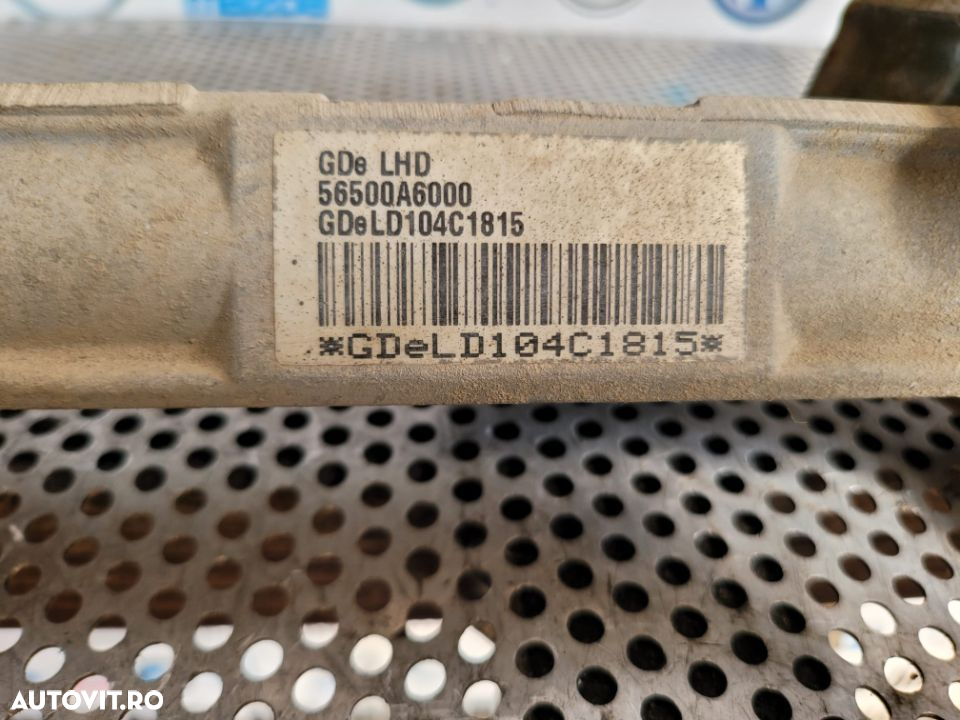 GDe LHD
56500A6000
GDeLD104C1815
*GDeLD104C1815*
AUTOVIT.RO